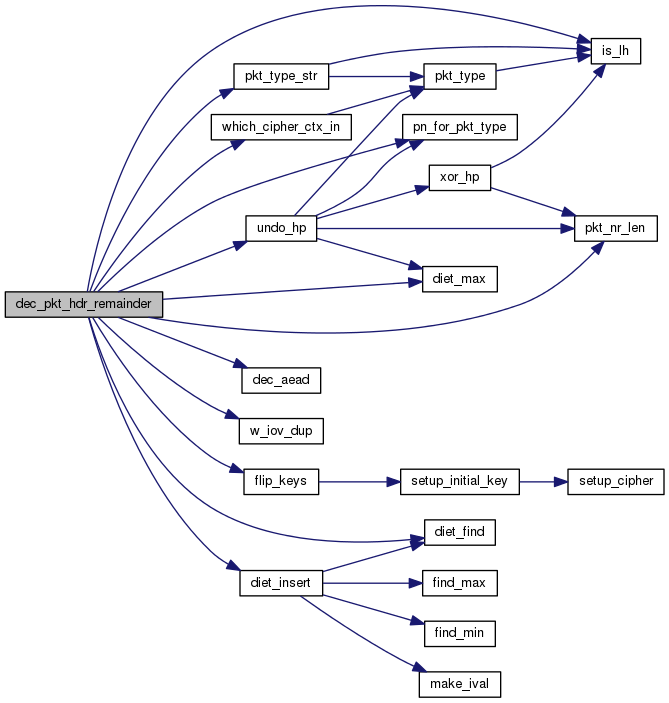 is_lh
pkt_type_str
pkt_type
which_cipher_ctx_in
pn_for_pkt_type
xor_hp
undo_hp
pkt_nr_len
diet_max
dec_pkt_hdr_remainder
dec_aead
w_iov_dup
flip_keys
setup_initial_key
setup_cipher
diet_find
diet_insert
find_max
find_min
make_ival